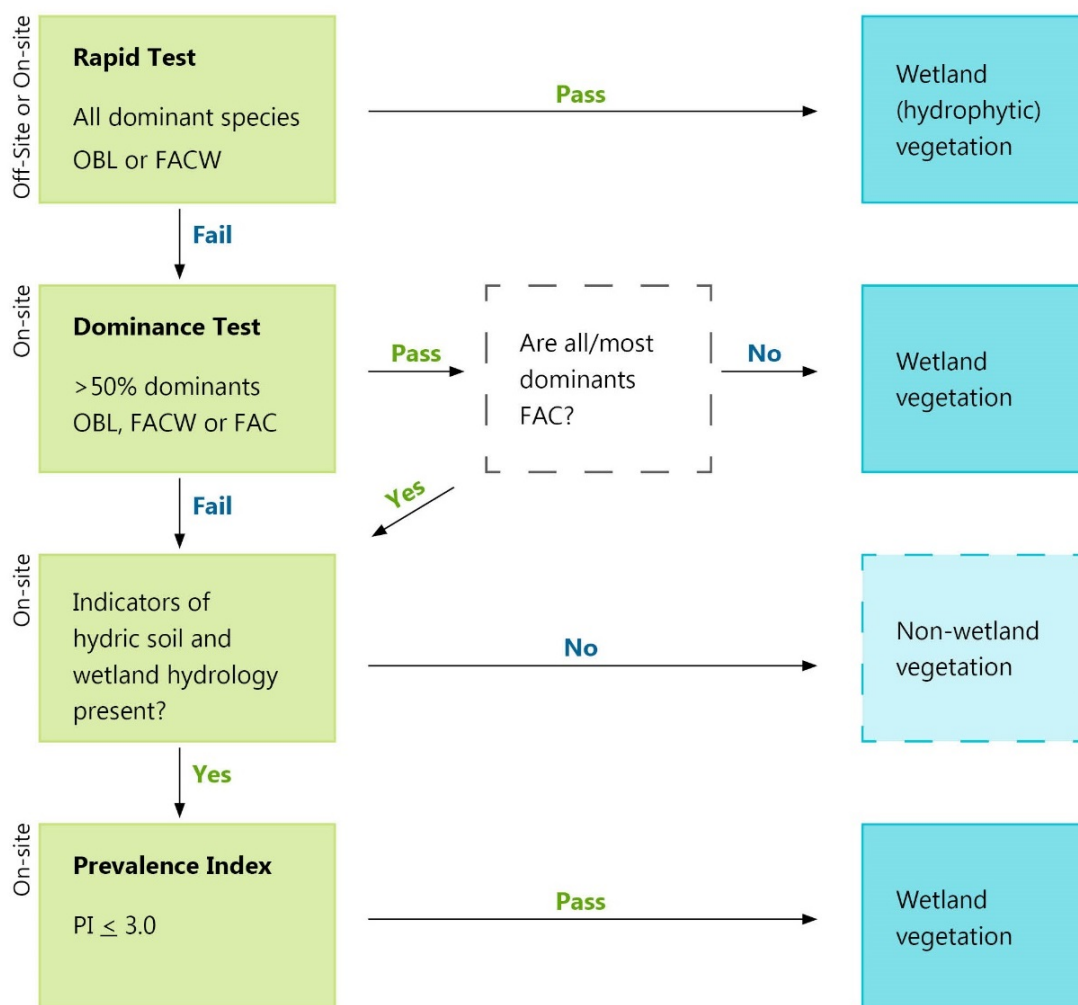 Off-Site or On-site
Rapid Test
All dominant species
OBL or FACW
Pass
Wetland
(hydrophytic)
vegetation
Fail
On-site
Dominance Test
>50% dominants
OBL, FACW or FAC
Pass
Are all/most
dominants
FAC?
No
Wetland
vegetation
Fail
Yes
On-site
Indicators of
hydric soil and
wetland hydrology
present?
No
Non-wetland
vegetation
Yes
On-site
Prevalence Index
PI ≤ 3.0
Pass
Wetland
vegetation